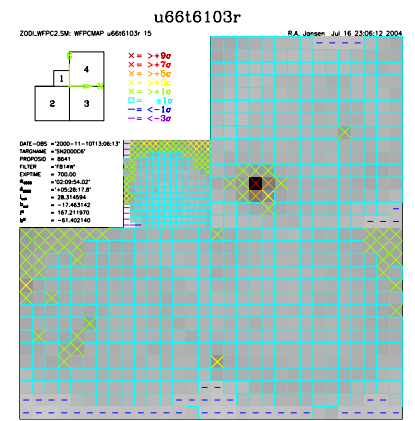 u66t6103r
ZODI_WFPC2.SM: WFPCMAP u66t6103r 15 R.A. Jansen Jul 16 23:06:12 2004
4
1
2 3
× = >+9σ
× = >+7σ
× = >+5σ
× = >+3σ
× = >+1σ
□ = ±1σ
– = <-1σ
– = <-3σ
DATE-OBS ='2000-11-10T13:06:13'
TARGNAME ='SN2000DG'
PROPOSID = 8641
FILTER ='F814W'
EXPTIME = 700.00
='02:09:54.02'
='+05:28:17.8'
= 28.314594
= -17.463142
= 167.211970
= -61.402140